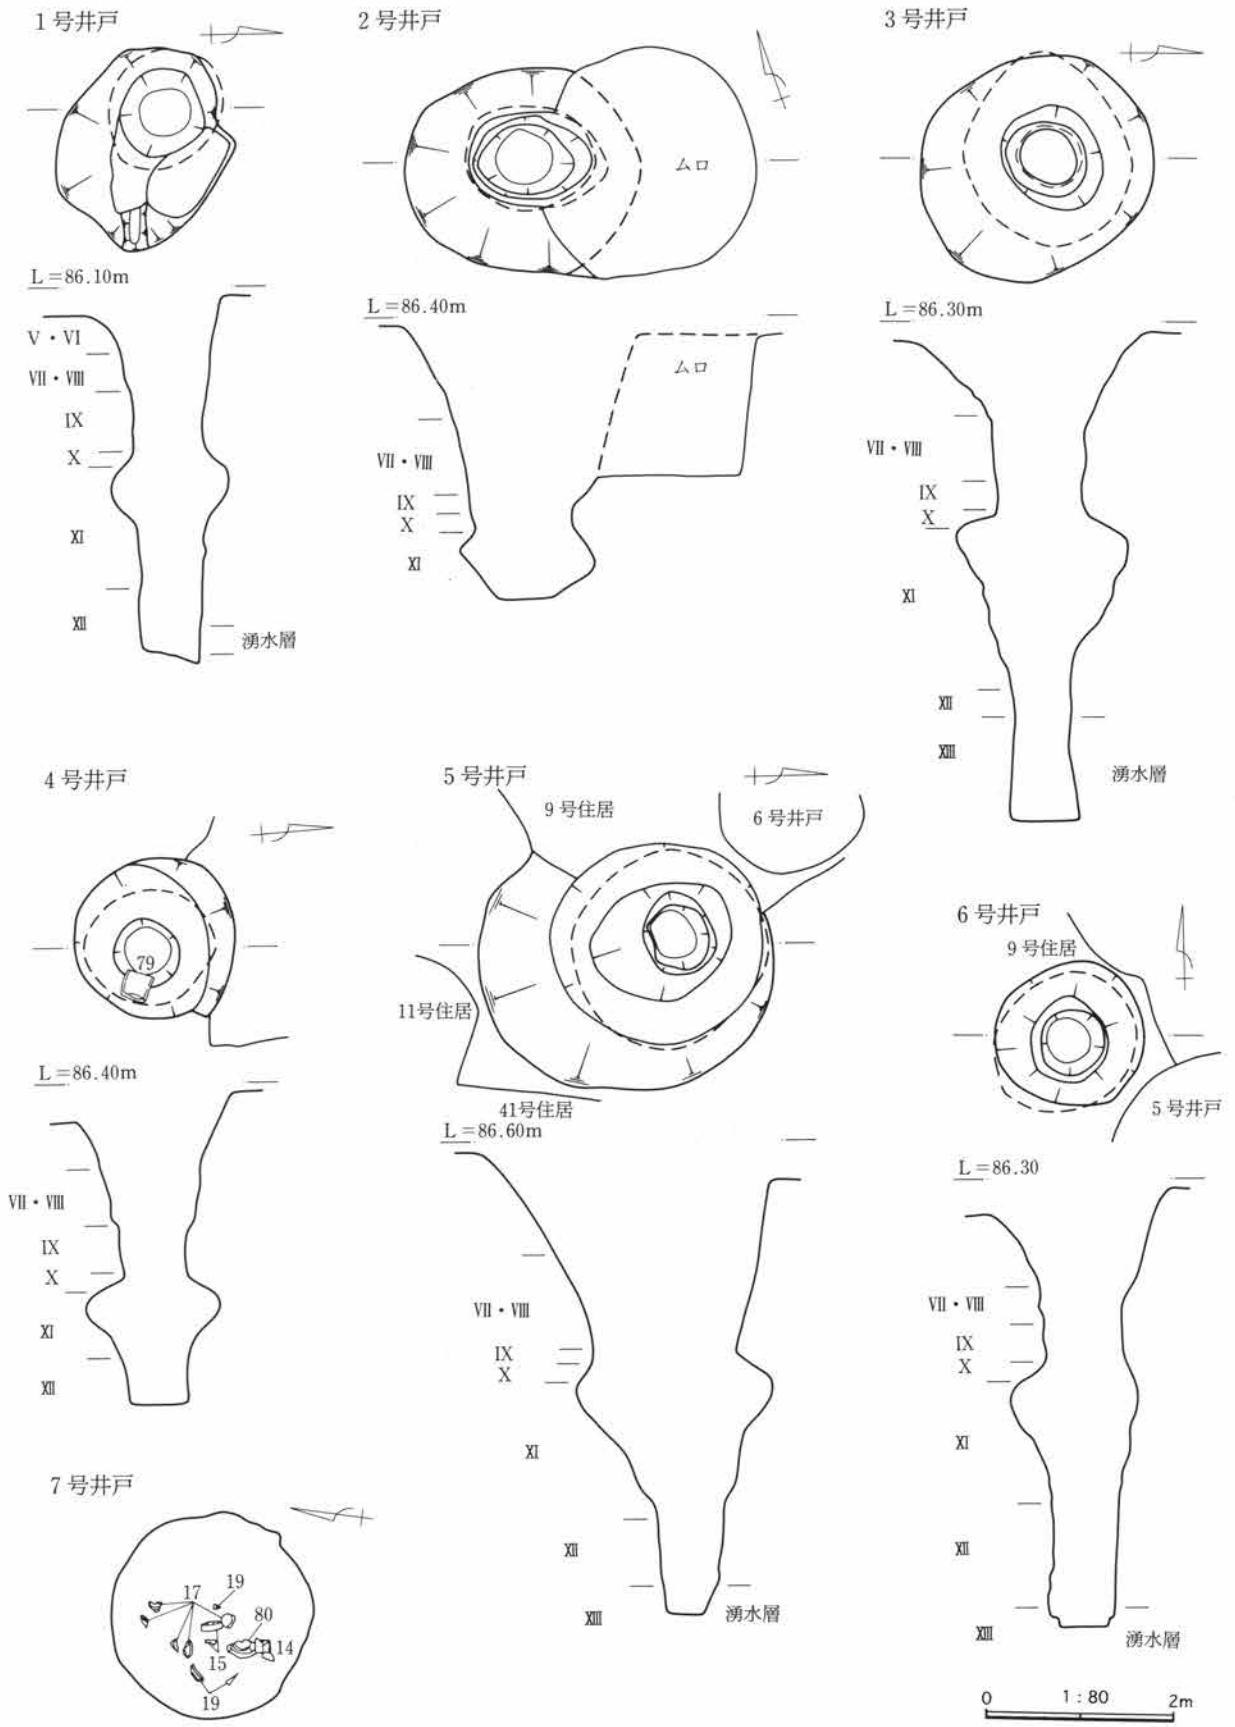 1号井戸
L=86.10m
V・VI
VII・VIII
IX
X
XI
XII
湧水層
2号井戸
ムロ
L=86.40m
ムロ
VII・VIII
IX
X
XI
3号井戸
L=86.30m
VII・VIII
IX
X
XI
XII
XIII
湧水層
4号井戸
79
L=86.40m
VII・VIII
IX
X
XI
XII
5号井戸
9号住居
6号井戸
11号住居
41号住居
L=86.60m
VII・VIII
IX
X
XI
XII
XIII
湧水層
6号井戸
9号住居
5号井戸
L=86.30
VII・VIII
IX
X
XI
XII
XIII
湧水層
7号井戸
17
19
80
15
14
19
0 1:80 2m